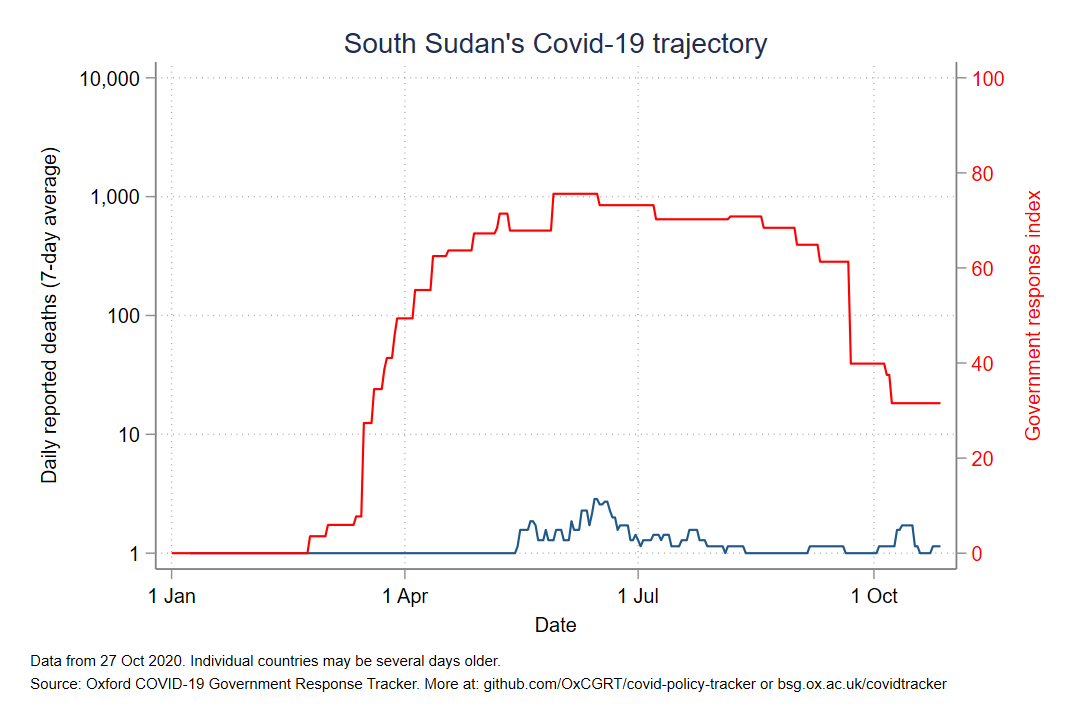 South Sudan's Covid-19 trajectory
10,000
1,000
100
10
1
Daily reported deaths (7-day average)
100
80
60
40
20
0
Government response index
1 Jan
1 Apr
1 Jul
1 Oct
Date
Data from 27 Oct 2020. Individual countries may be several days older.
Source: Oxford COVID-19 Government Response Tracker. More at: github.com/OxCGRT/covid-policy-tracker or bsg.ox.ac.uk/covidtracker